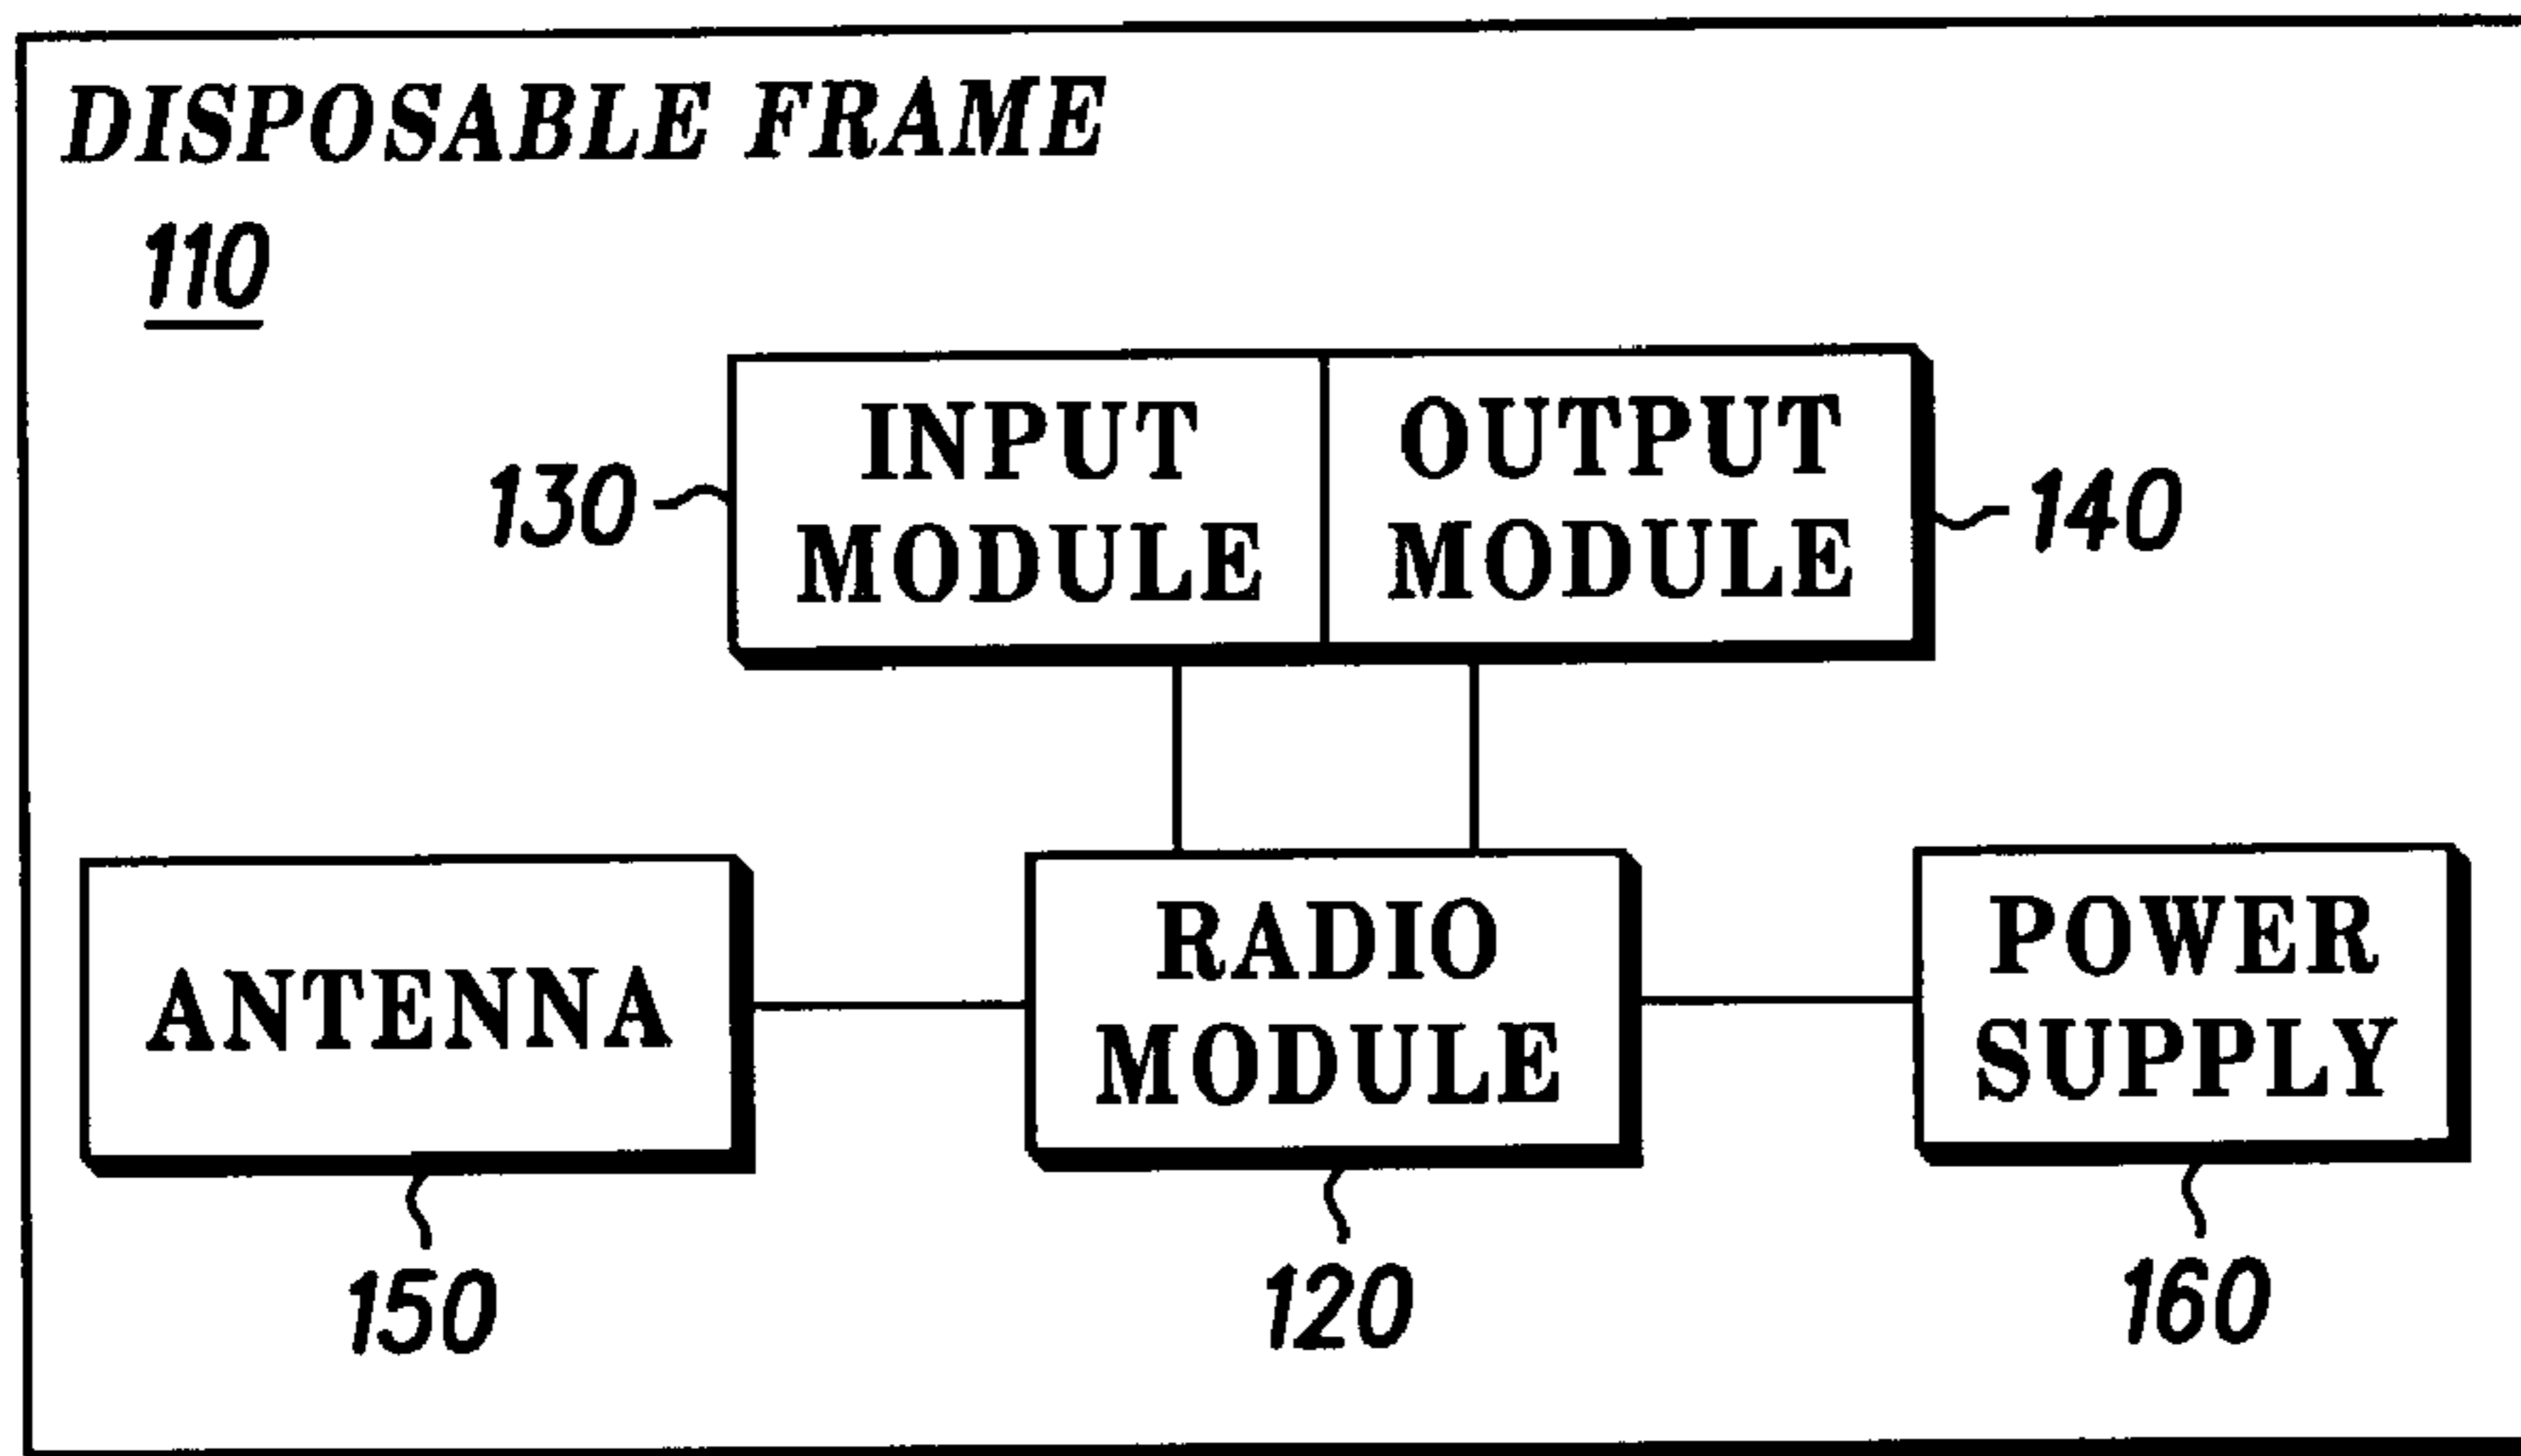 DISPOSABLE FRAME
110
INPUT
MODULE
OUTPUT
MODULE
130
140
ANTENNA
RADIO
MODULE
POWER
SUPPLY
150
120
160